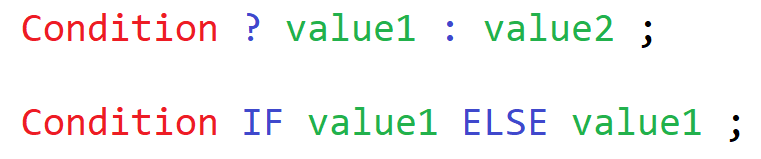 Condition ? value1 : value2 ;
Condition IF value1 ELSE value1 ;